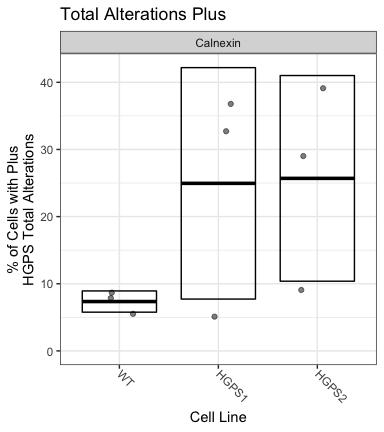 Total Alterations Plus
Calnexin
% of Cells with Plus
HGPS Total Alterations
40
30
20
10
0
WT
HGPS1
HGPS2
Cell Line